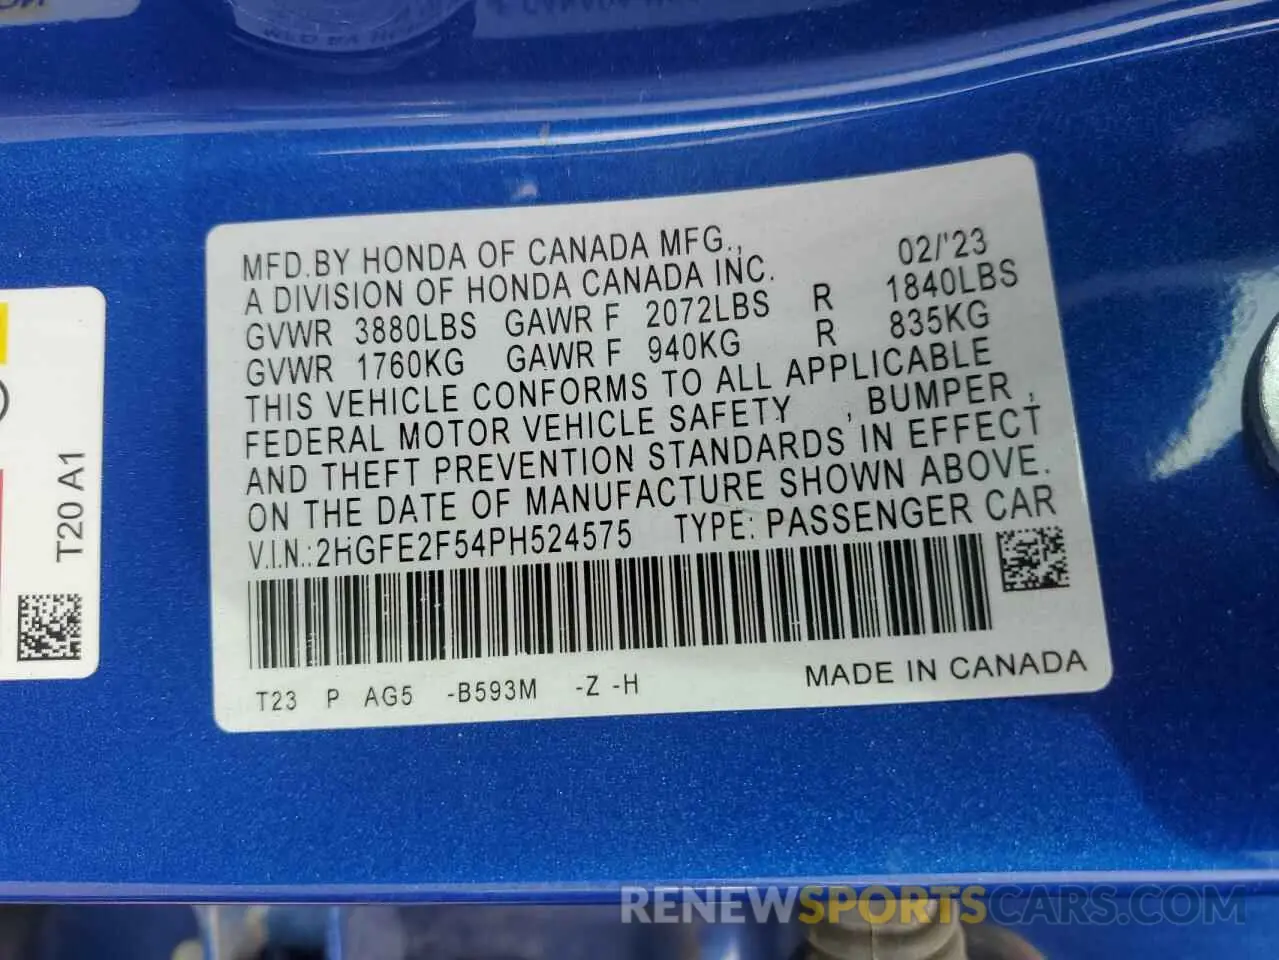 MFD.BY HONDA OF CANADA MFG., 02/'23
A DIVISION OF HONDA CANADA INC.
GVWR 3880LBS GAWR F 2072LBS R 1840LBS
GVWR 1760KG GAWR F 940KG R 835KG
THIS VEHICLE CONFORMS TO ALL APPLICABLE
FEDERAL MOTOR VEHICLE SAFETY , BUMPER ,
AND THEFT PREVENTION STANDARDS IN EFFECT
ON THE DATE OF MANUFACTURE SHOWN ABOVE.
V.I.N.:2HGFE2F54PH524575 TYPE:PASSENGER CAR
T23 P AG5 -B593M -Z -H MADE IN CANADA
T20 A1
RENEWSPORTSCARS.COM